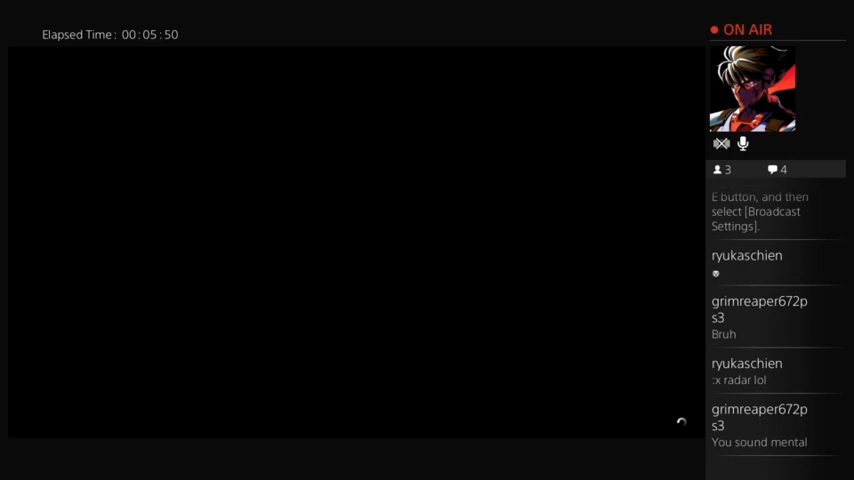 Elapsed Time: 00:05:50
ON AIR
3 4
E button, and then
select [Broadcast
Settings].
ryukaschien
grimreaper672p
s3
Bruh
ryukaschien
:x radar lol
grimreaper672p
s3
You sound mental